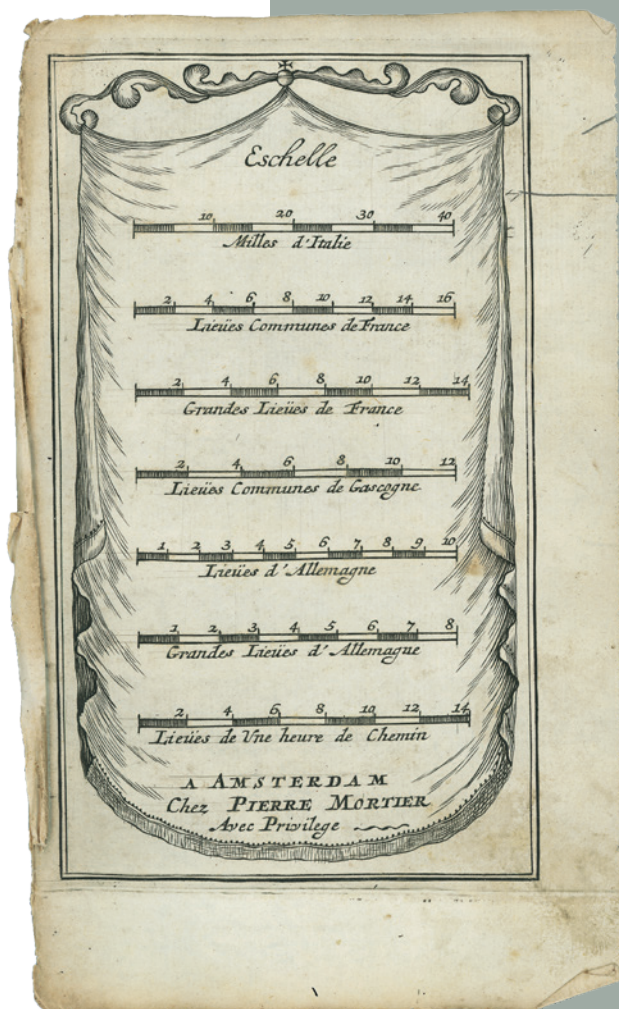 Eschelle
10 20 30 40
Milles d'Italie
2 4 6 8 10 12 14 16
Lieües Communes de France
2 4 6 8 10 12 14
Grandes Lieües de France
2 4 6 8 10 12
Lieües Communes de Gascogne
1 2 3 4 5 6 7 8 9 10
Lieües d'Allemagne
1 2 3 4 5 6 7 8
Grandes Lieües d'Allemagne
2 4 6 8 10 12 14
Lieües de Vne heure de Chemin
A AMSTERDAM
Chez PIERRE MORTIER
Avec Privilege